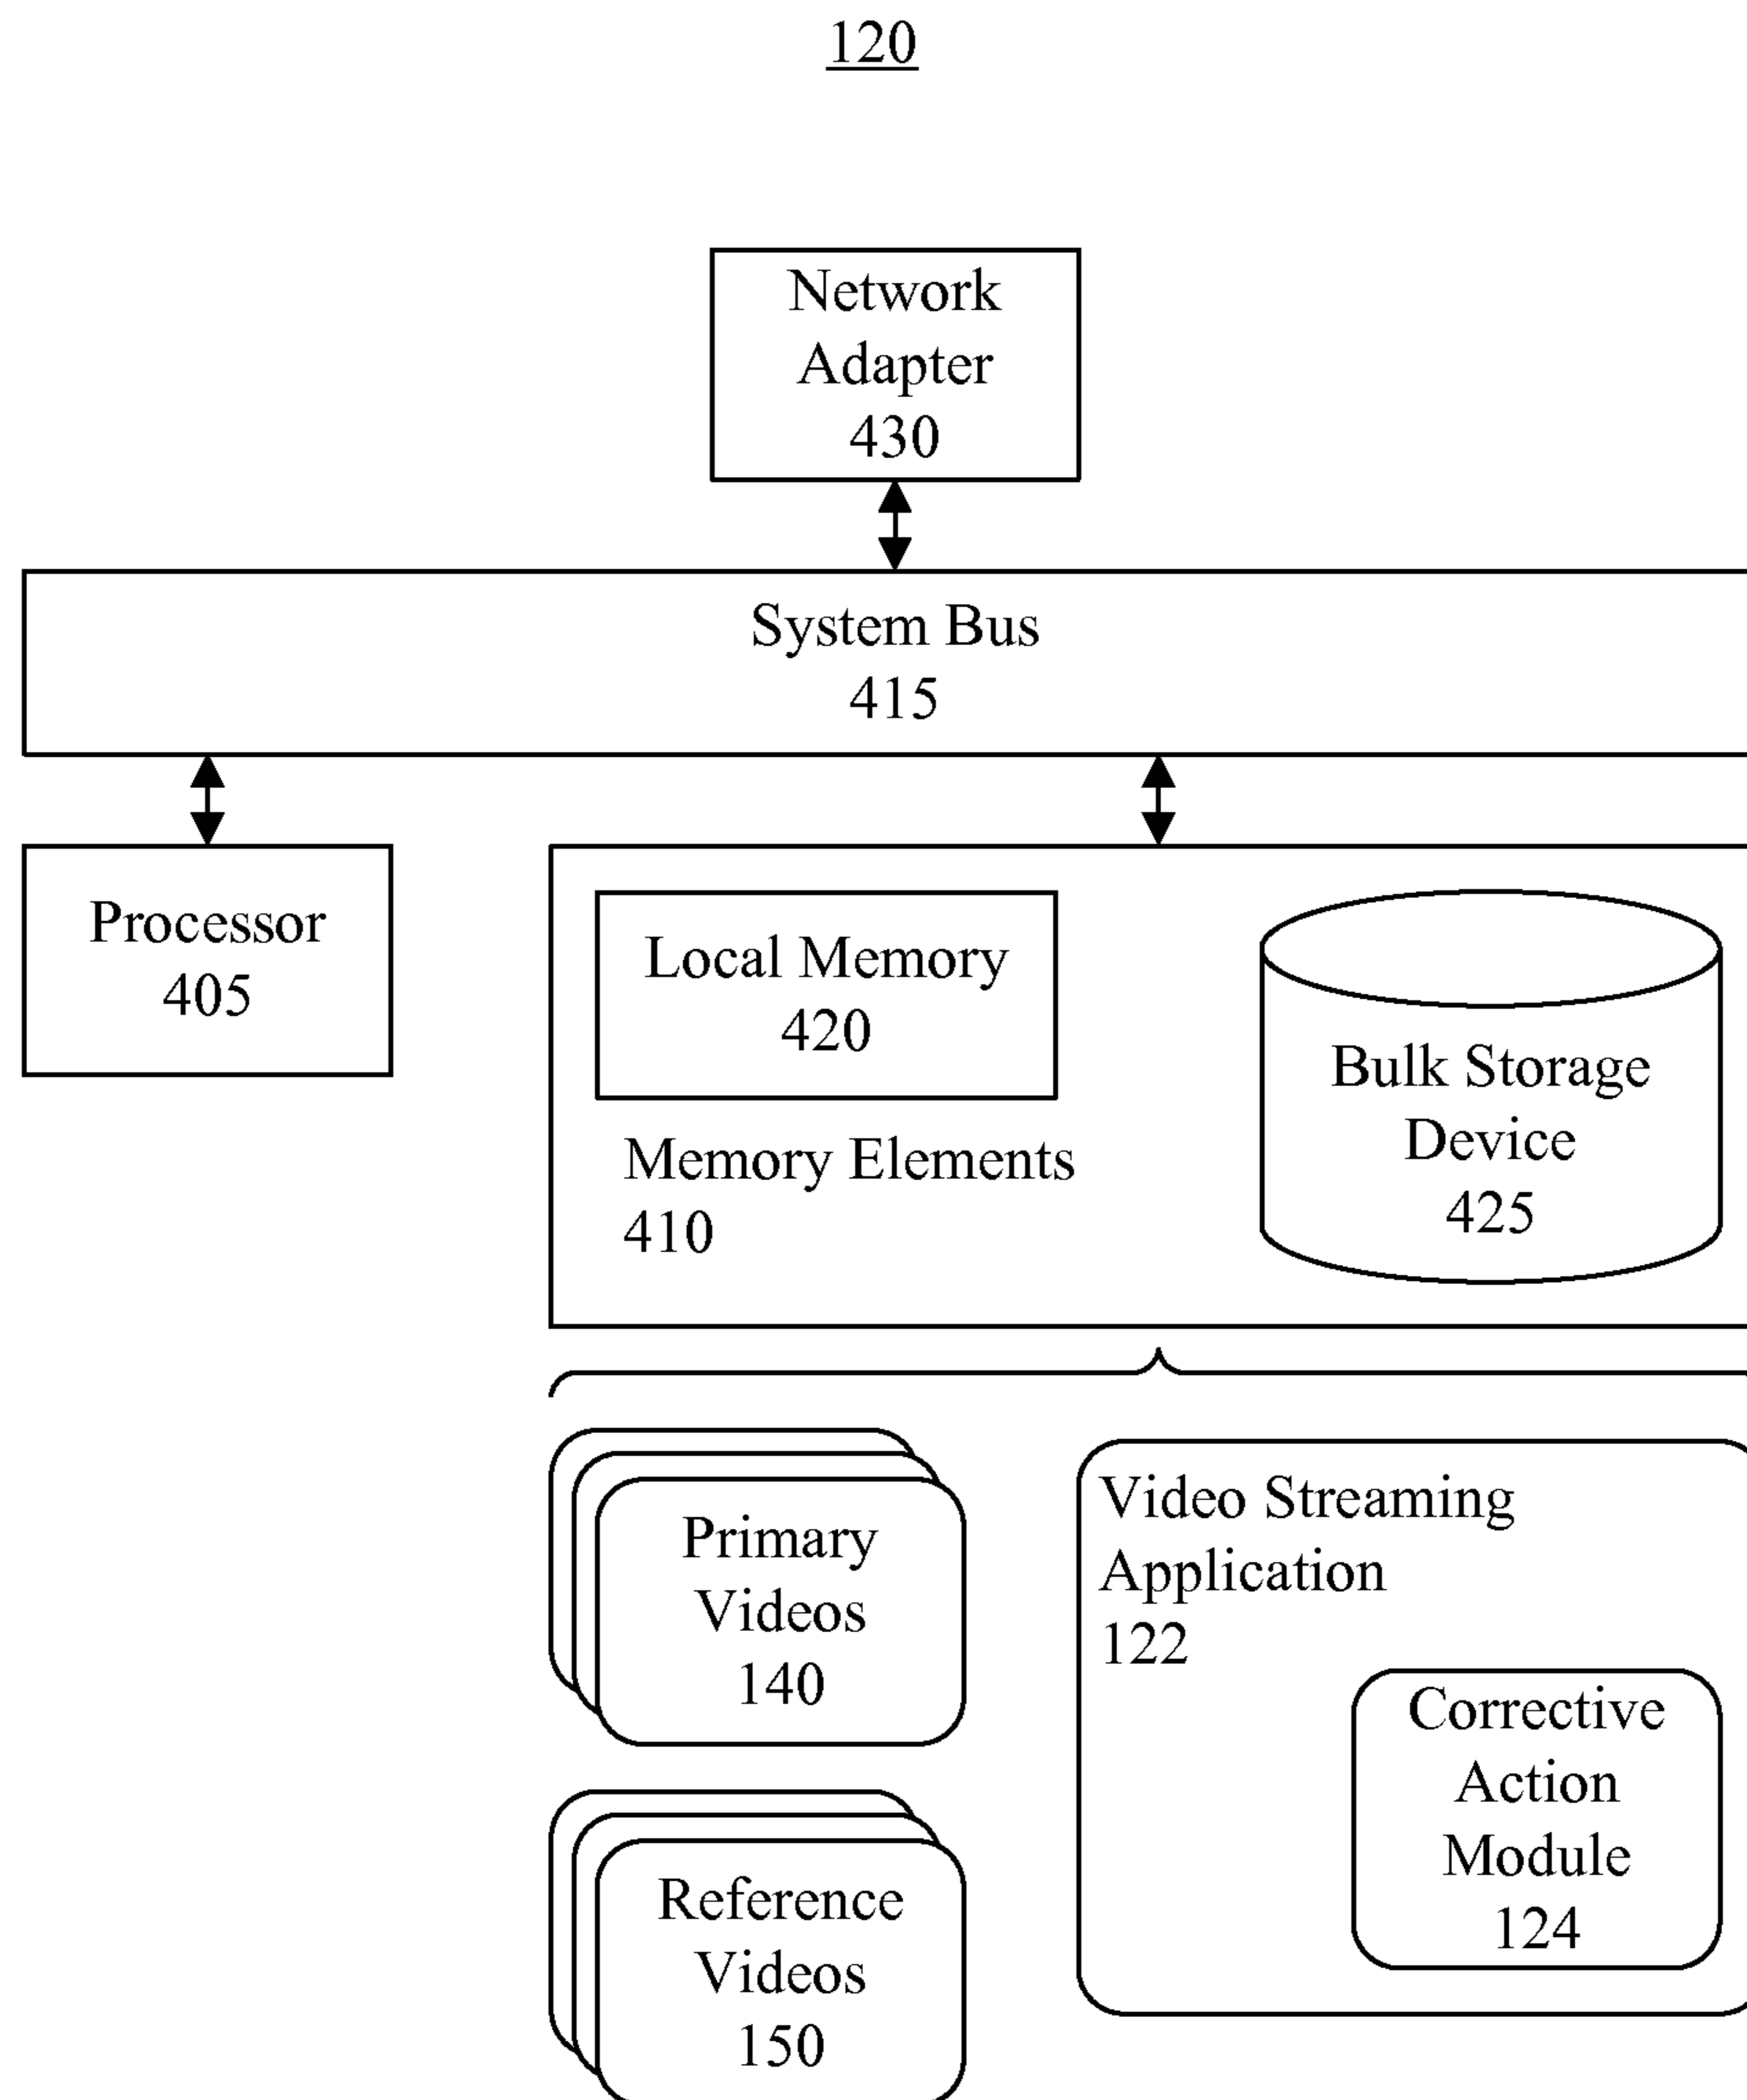 120
Network
Adapter
430
System Bus
415
Processor
405
Local Memory
420
Memory Elements
410
Bulk Storage
Device
425
Primary
Videos
140
Video Streaming
Application
122
Corrective
Action
Module
124
Reference
Videos
150